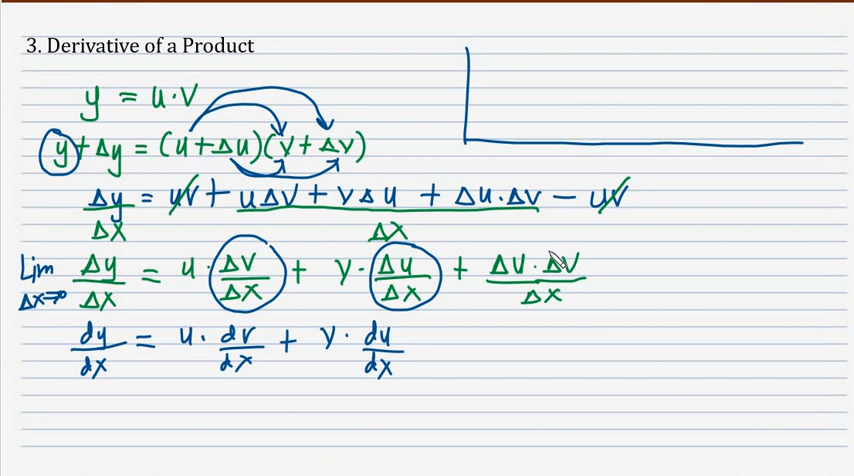 3. Derivative of a Product
y = u·v
y + Δy = (u + Δu)(v + Δv)
Δy/Δx = uv + uΔv + vΔu + Δu·Δv − uv/Δx
Lim Δx→0 Δy/Δx = u · Δv/Δx + v · Δu/Δx + Δu · Δv/Δx
dy/dx = u · dv/dx + v · du/dx